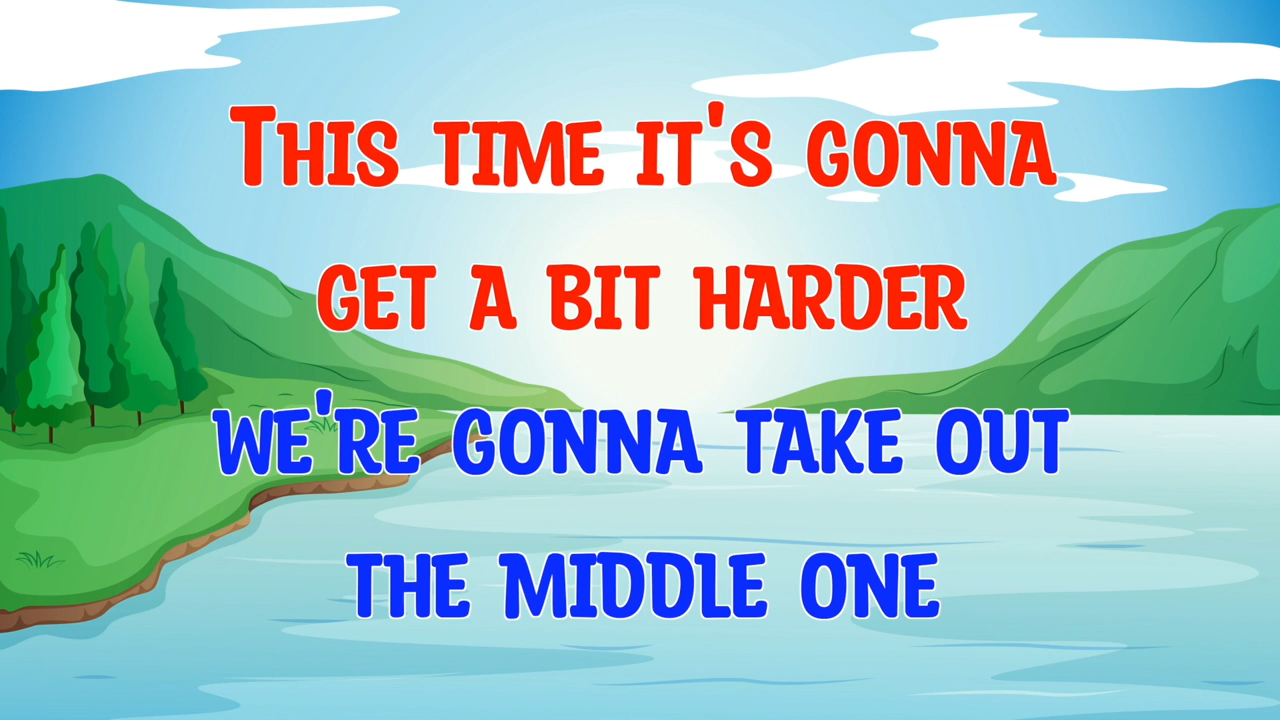 This time it's gonna
get a bit harder
we're gonna take out
the middle one